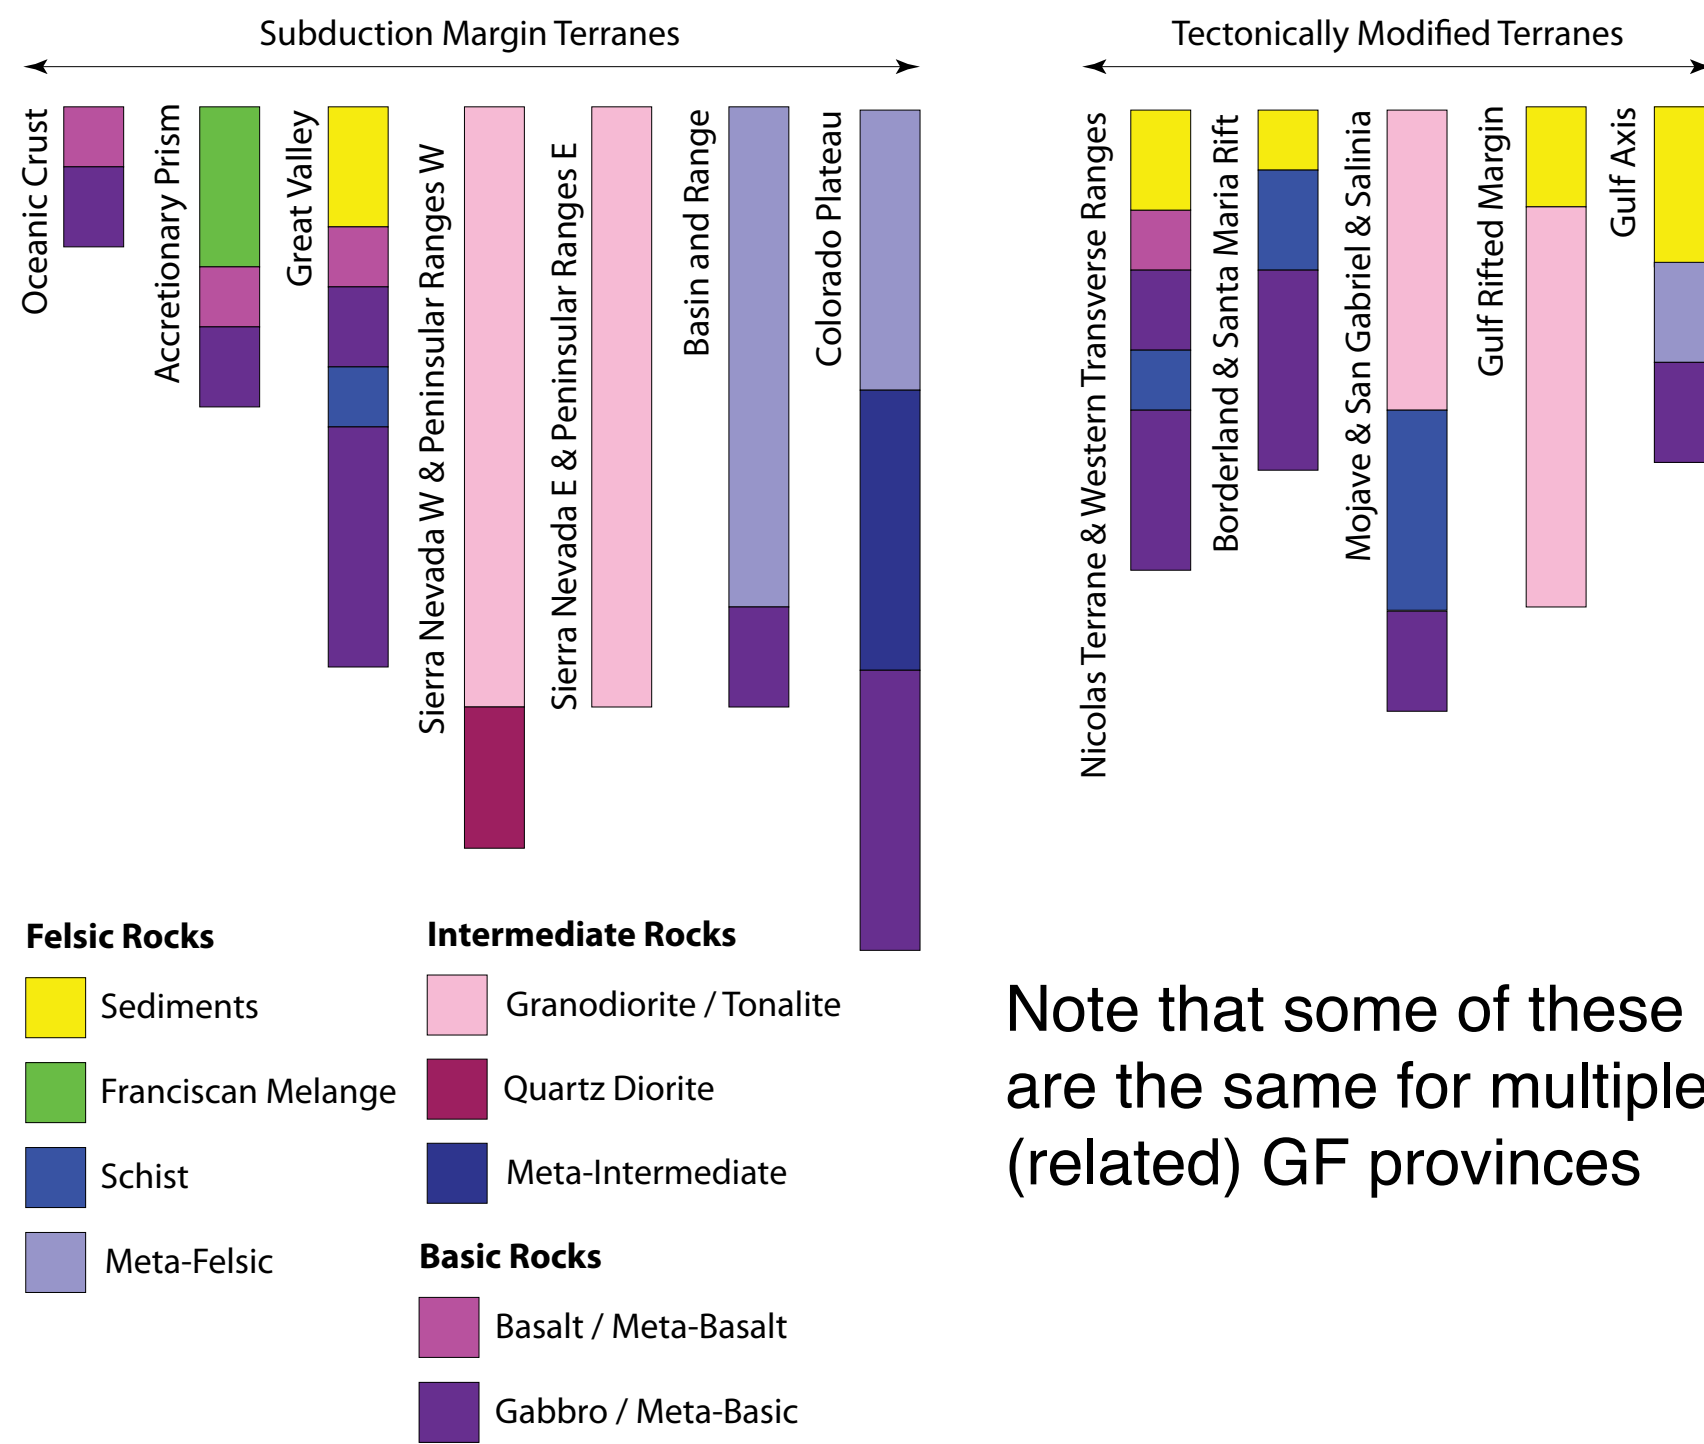 Subduction Margin Terranes
Tectonically Modified Terranes
Oceanic Crust
Accretionary Prism
Great Valley
Sierra Nevada W & Peninsular Ranges W
Sierra Nevada E & Peninsular Ranges E
Basin and Range
Colorado Plateau
Nicolas Terrane & Western Transverse Ranges
Borderland & Santa Maria Rift
Mojave & San Gabriel & Salinia
Gulf Rifted Margin
Gulf Axis
Felsic Rocks
Sediments
Franciscan Melange
Schist
Meta-Felsic
Intermediate Rocks
Granodiorite / Tonalite
Quartz Diorite
Meta-Intermediate
Basic Rocks
Basalt / Meta-Basalt
Gabbro / Meta-Basic
Note that some of these
are the same for multiple
(related) GF provinces